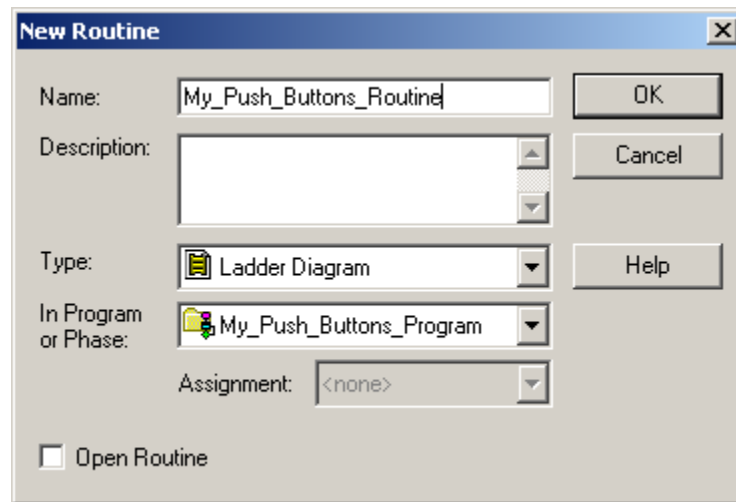 New Routine
Name:
My_Push_Buttons_Routine
OK
Description:
Cancel
Type:
Ladder Diagram
Help
In Program
or Phase:
My_Push_Buttons_Program
Assignment:
<none>
Open Routine